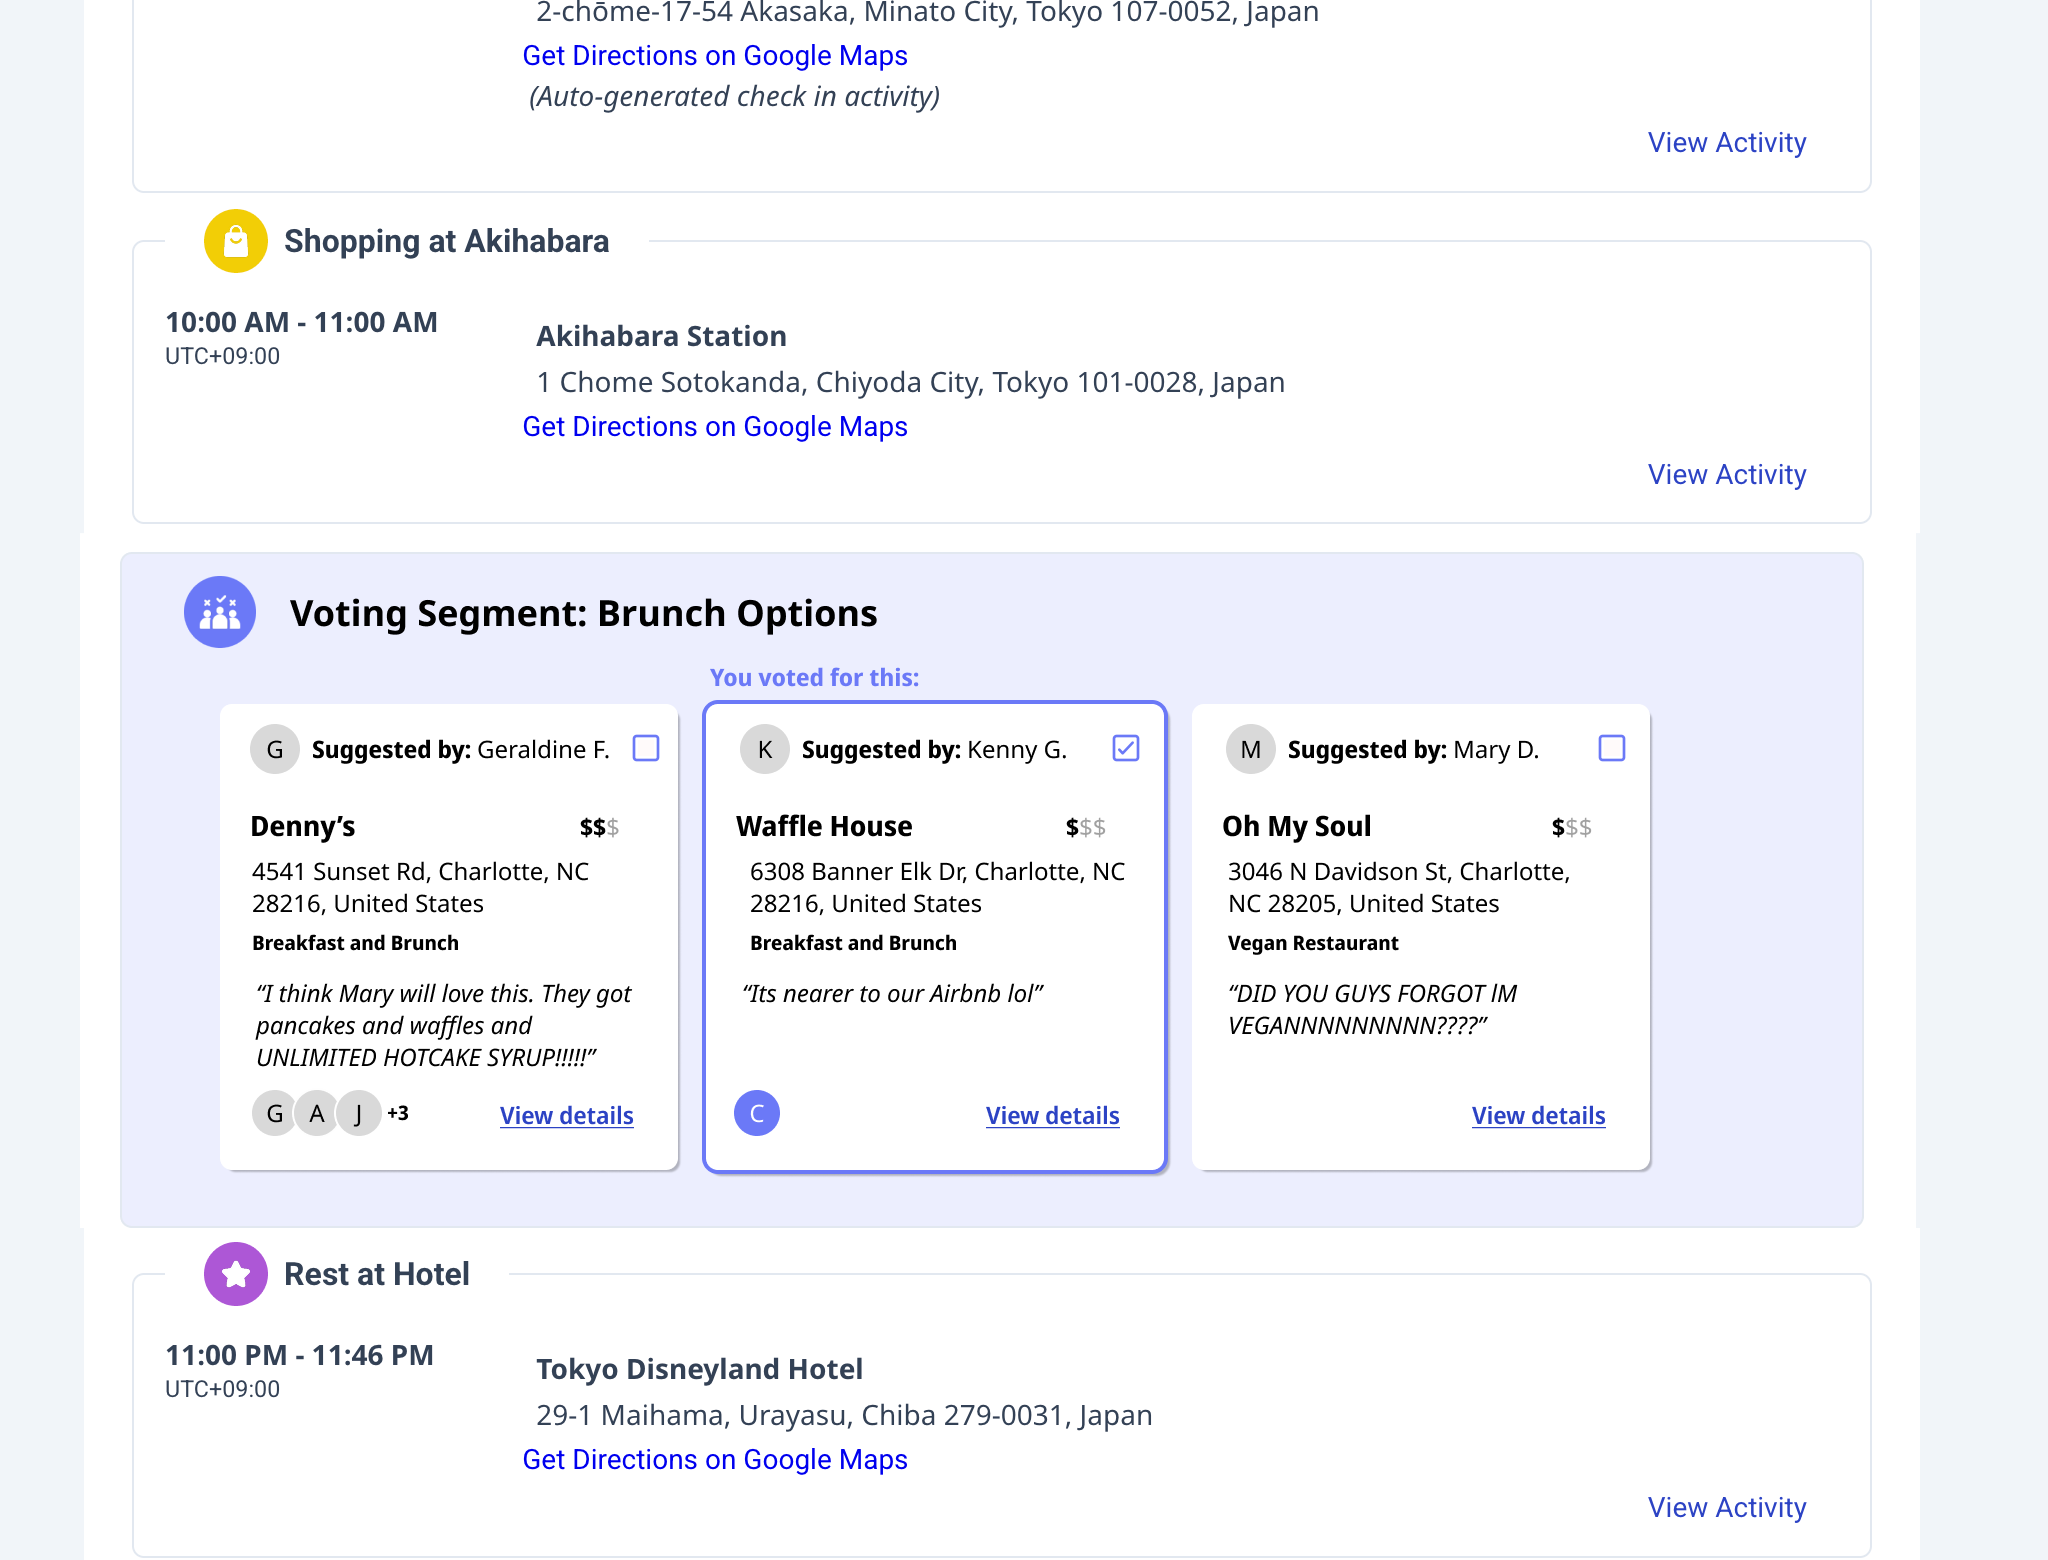 2-chōme-17-54 Akasaka, Minato City, Tokyo 107-0052, Japan
Get Directions on Google Maps
(Auto-generated check in activity)
View Activity
Shopping at Akihabara
10:00 AM - 11:00 AM
UTC+09:00
Akihabara Station
1 Chome Sotokanda, Chiyoda City, Tokyo 101-0028, Japan
Get Directions on Google Maps
View Activity
Voting Segment: Brunch Options
G
Suggested by: Geraldine F.
Denny’s
$$$
4541 Sunset Rd, Charlotte, NC
28216, United States
Breakfast and Brunch
“I think Mary will love this. They got
pancakes and waffles and
UNLIMITED HOTCAKE SYRUP!!!!!”
G A J +3
View details
You voted for this:
K
Suggested by: Kenny G.
Waffle House
$$$
6308 Banner Elk Dr, Charlotte, NC
28216, United States
Breakfast and Brunch
“Its nearer to our Airbnb lol”
C
View details
M
Suggested by: Mary D.
Oh My Soul
$$$
3046 N Davidson St, Charlotte,
NC 28205, United States
Vegan Restaurant
“DID YOU GUYS FORGOT lM
VEGANNNNNNNNN????”
View details
Rest at Hotel
11:00 PM - 11:46 PM
UTC+09:00
Tokyo Disneyland Hotel
29-1 Maihama, Urayasu, Chiba 279-0031, Japan
Get Directions on Google Maps
View Activity